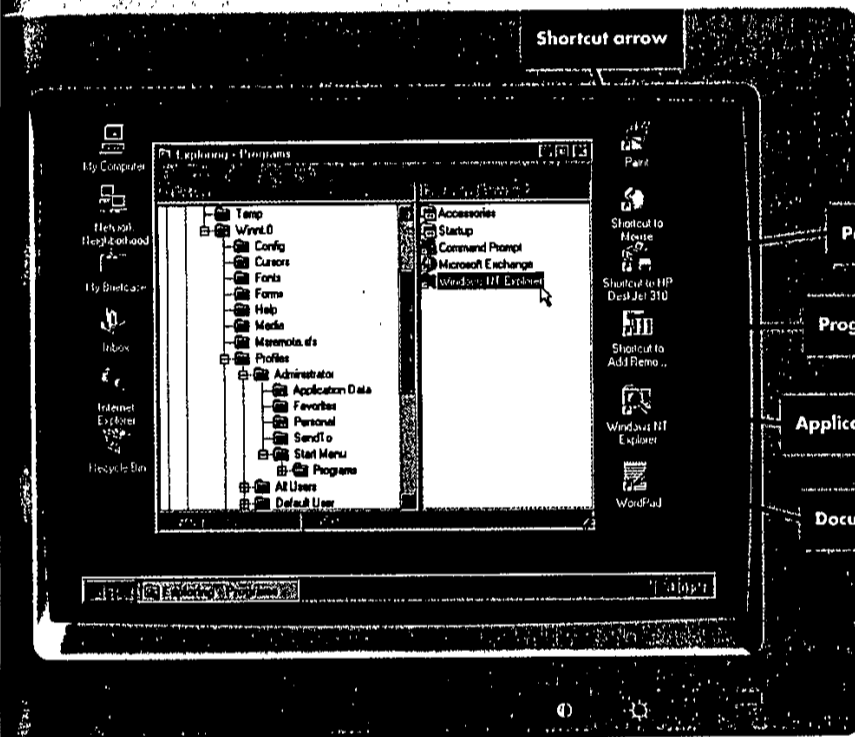 Shortcut arrow
My Computer
Network
Neighborhood
My Briefcase
Inbox
Internet
Explorer
Recycle Bin
Exploring - Programs
Temp
Config
Cursors
Fonts
Forms
Help
Media
Profiles
Administrator
Application Data
Favorites
Personal
SendTo
Start Menu
Programs
All Users
Default User
Accessories
Startup
Command Prompt
Microsoft Exchange
Windows NT Explorer
Paint
Shortcut to
Mouse
Shortcut to HP
DeskJet 310
Shortcut to
Add Remo...
Windows NT
Explorer
WordPad
P
Prog
Applica
Docu